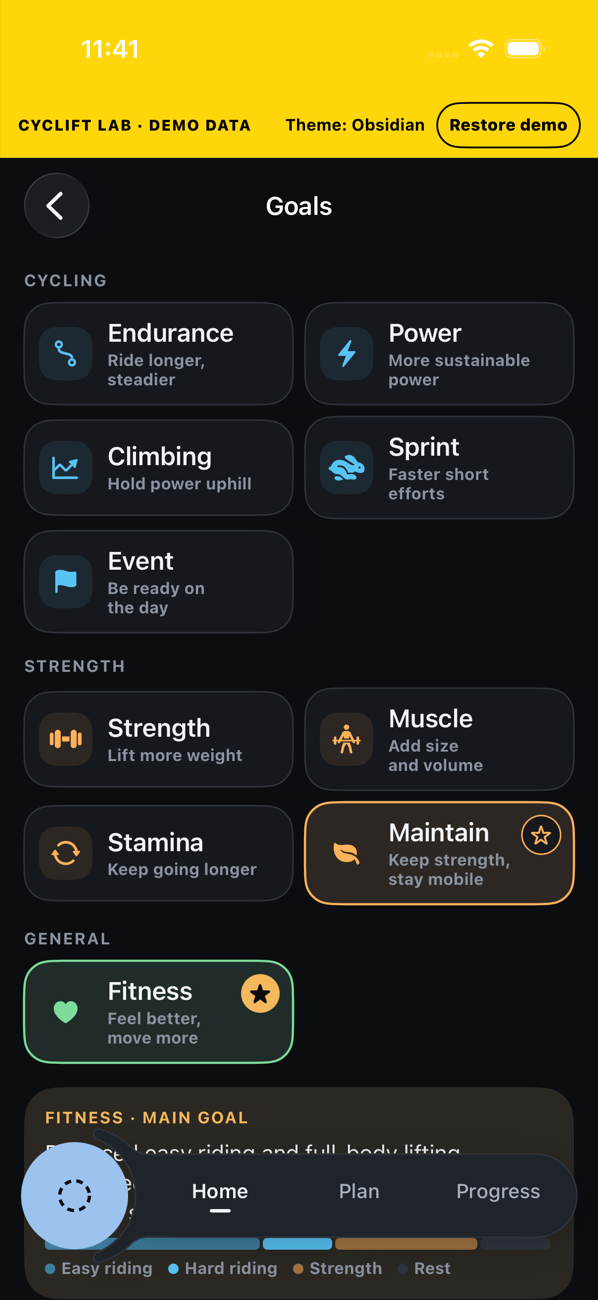 11:41
CYCLIFT LAB · DEMO DATA
Theme: Obsidian
Restore demo
Goals
CYCLING
Endurance
Ride longer,
steadier
Power
More sustainable
power
Climbing
Hold power uphill
Sprint
Faster short
efforts
Event
Be ready on
the day
STRENGTH
Strength
Lift more weight
Muscle
Add size
and volume
Stamina
Keep going longer
Maintain
Keep strength,
stay mobile
GENERAL
Fitness
Feel better,
move more
FITNESS · MAIN GOAL
easy riding and full-body lifting
Home
Plan
Progress
Easy riding
Hard riding
Strength
Rest